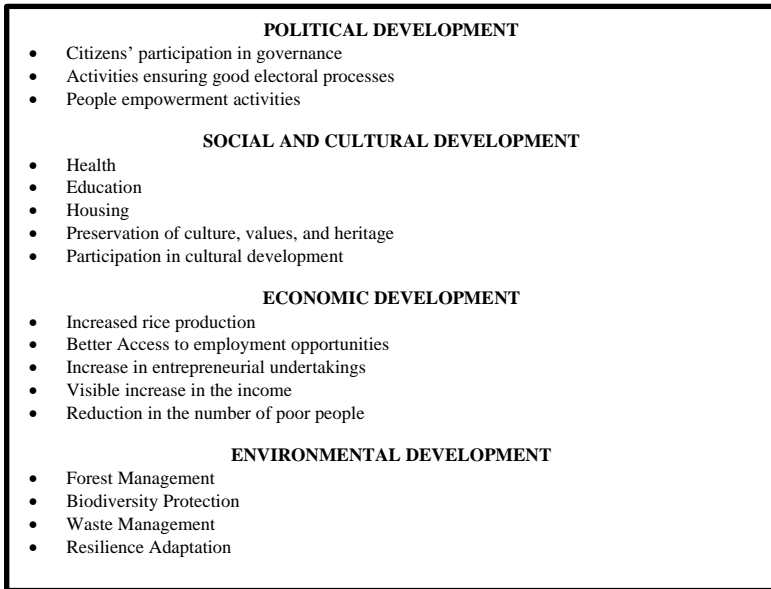 POLITICAL DEVELOPMENT
• Citizens’ participation in governance
• Activities ensuring good electoral processes
• People empowerment activities
SOCIAL AND CULTURAL DEVELOPMENT
• Health
• Education
• Housing
• Preservation of culture, values, and heritage
• Participation in cultural development
ECONOMIC DEVELOPMENT
• Increased rice production
• Better Access to employment opportunities
• Increase in entrepreneurial undertakings
• Visible increase in the income
• Reduction in the number of poor people
ENVIRONMENTAL DEVELOPMENT
• Forest Management
• Biodiversity Protection
• Waste Management
• Resilience Adaptation